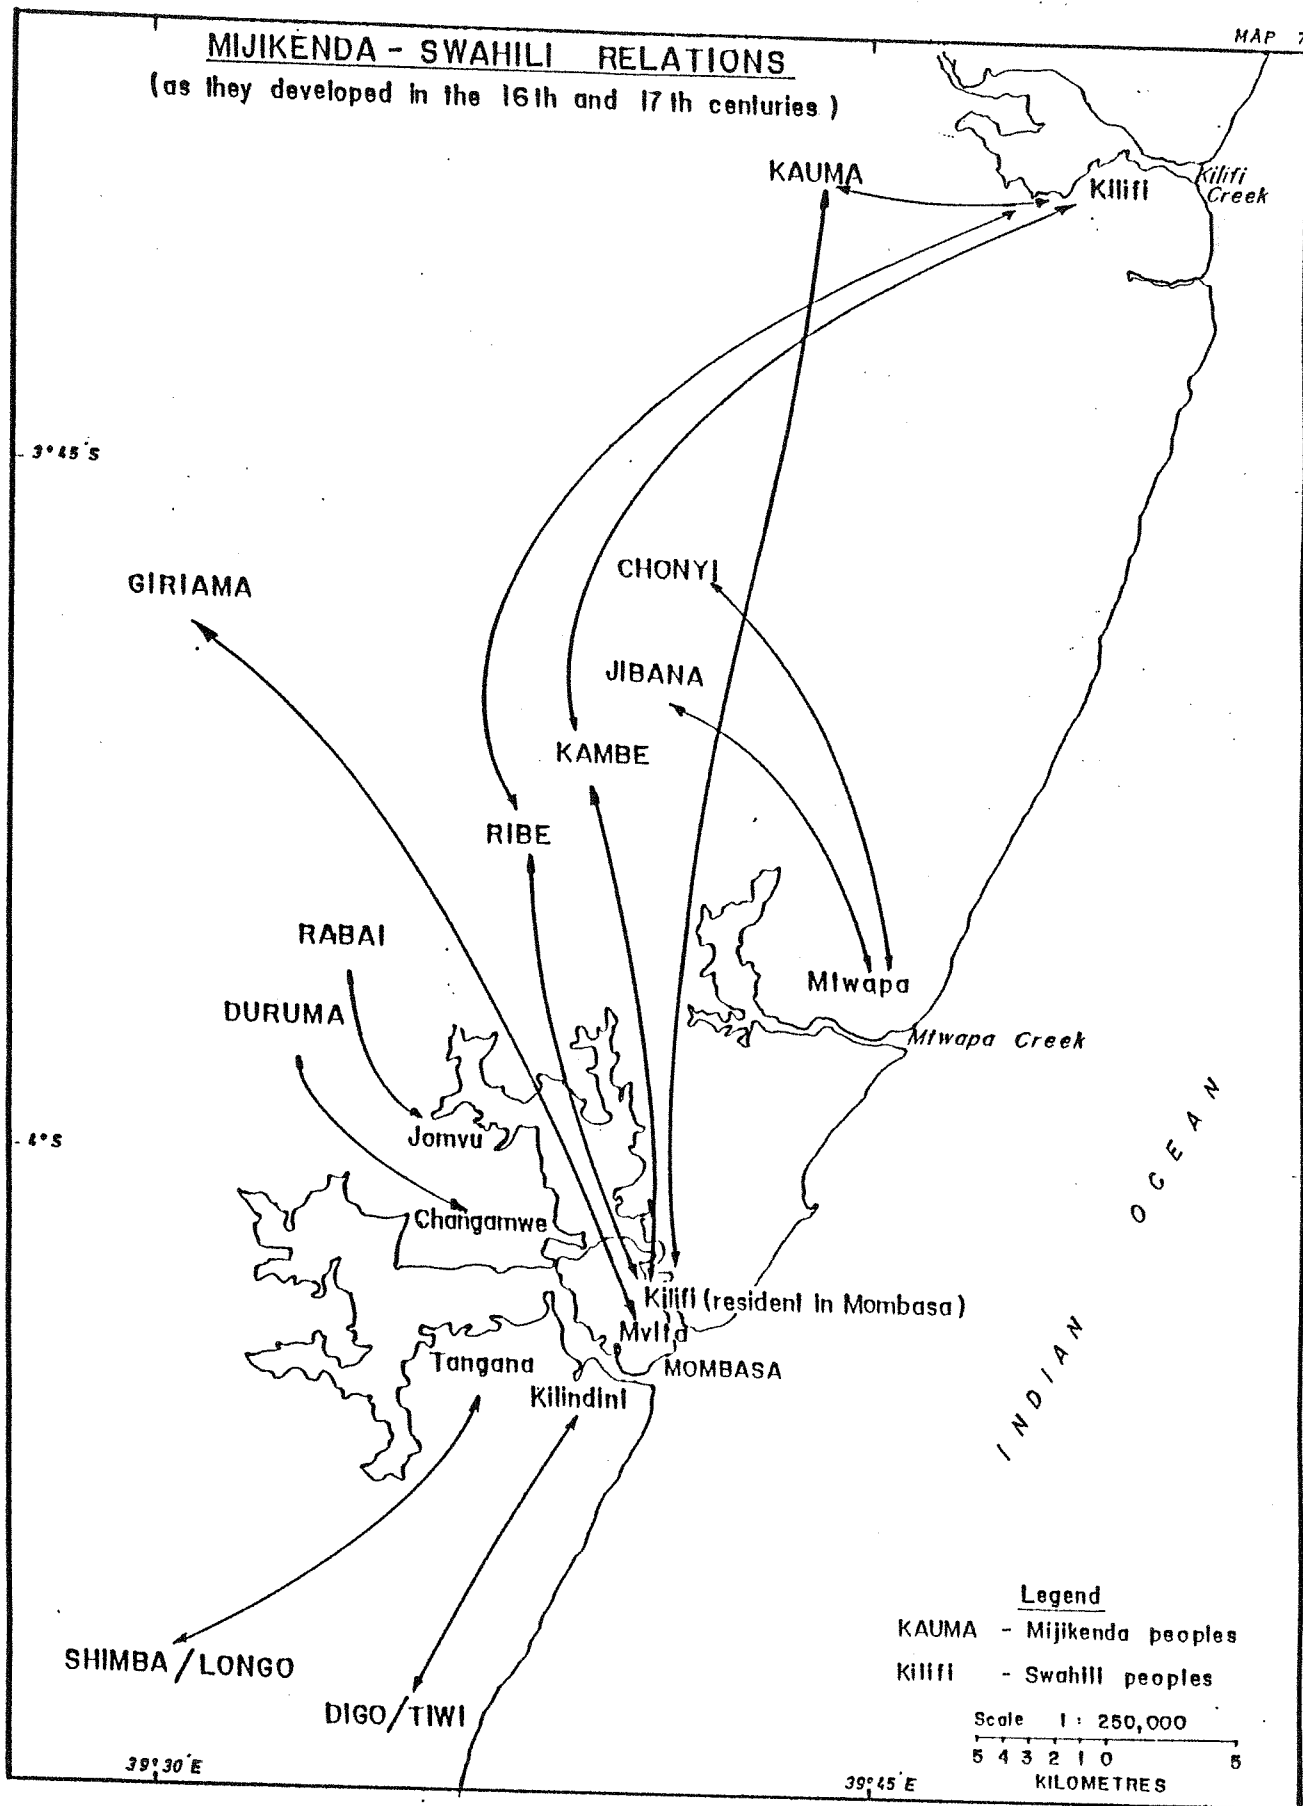 MAP 7
MIJIKENDA - SWAHILI RELATIONS
(as they developed in the 16th and 17th centuries)
KAUMA
Kilifi
Kilifi
Creek
3°45'S
GIRIAMA
CHONYI
JIBANA
KAMBE
RIBE
RABAI
DURUMA
Mtwapa
Mtwapa Creek
4°S
Jomvu
Changamwe
Kilifi (resident in Mombasa)
Mvita
Tangana
MOMBASA
Kilindini
INDIAN OCEAN
SHIMBA/LONGO
DIGO/TIWI
Legend
KAUMA - Mijikenda peoples
Kilifi - Swahili peoples
Scale 1 : 250,000
5 4 3 2 1 0 5
KILOMETRES
39°30'E
39°45'E